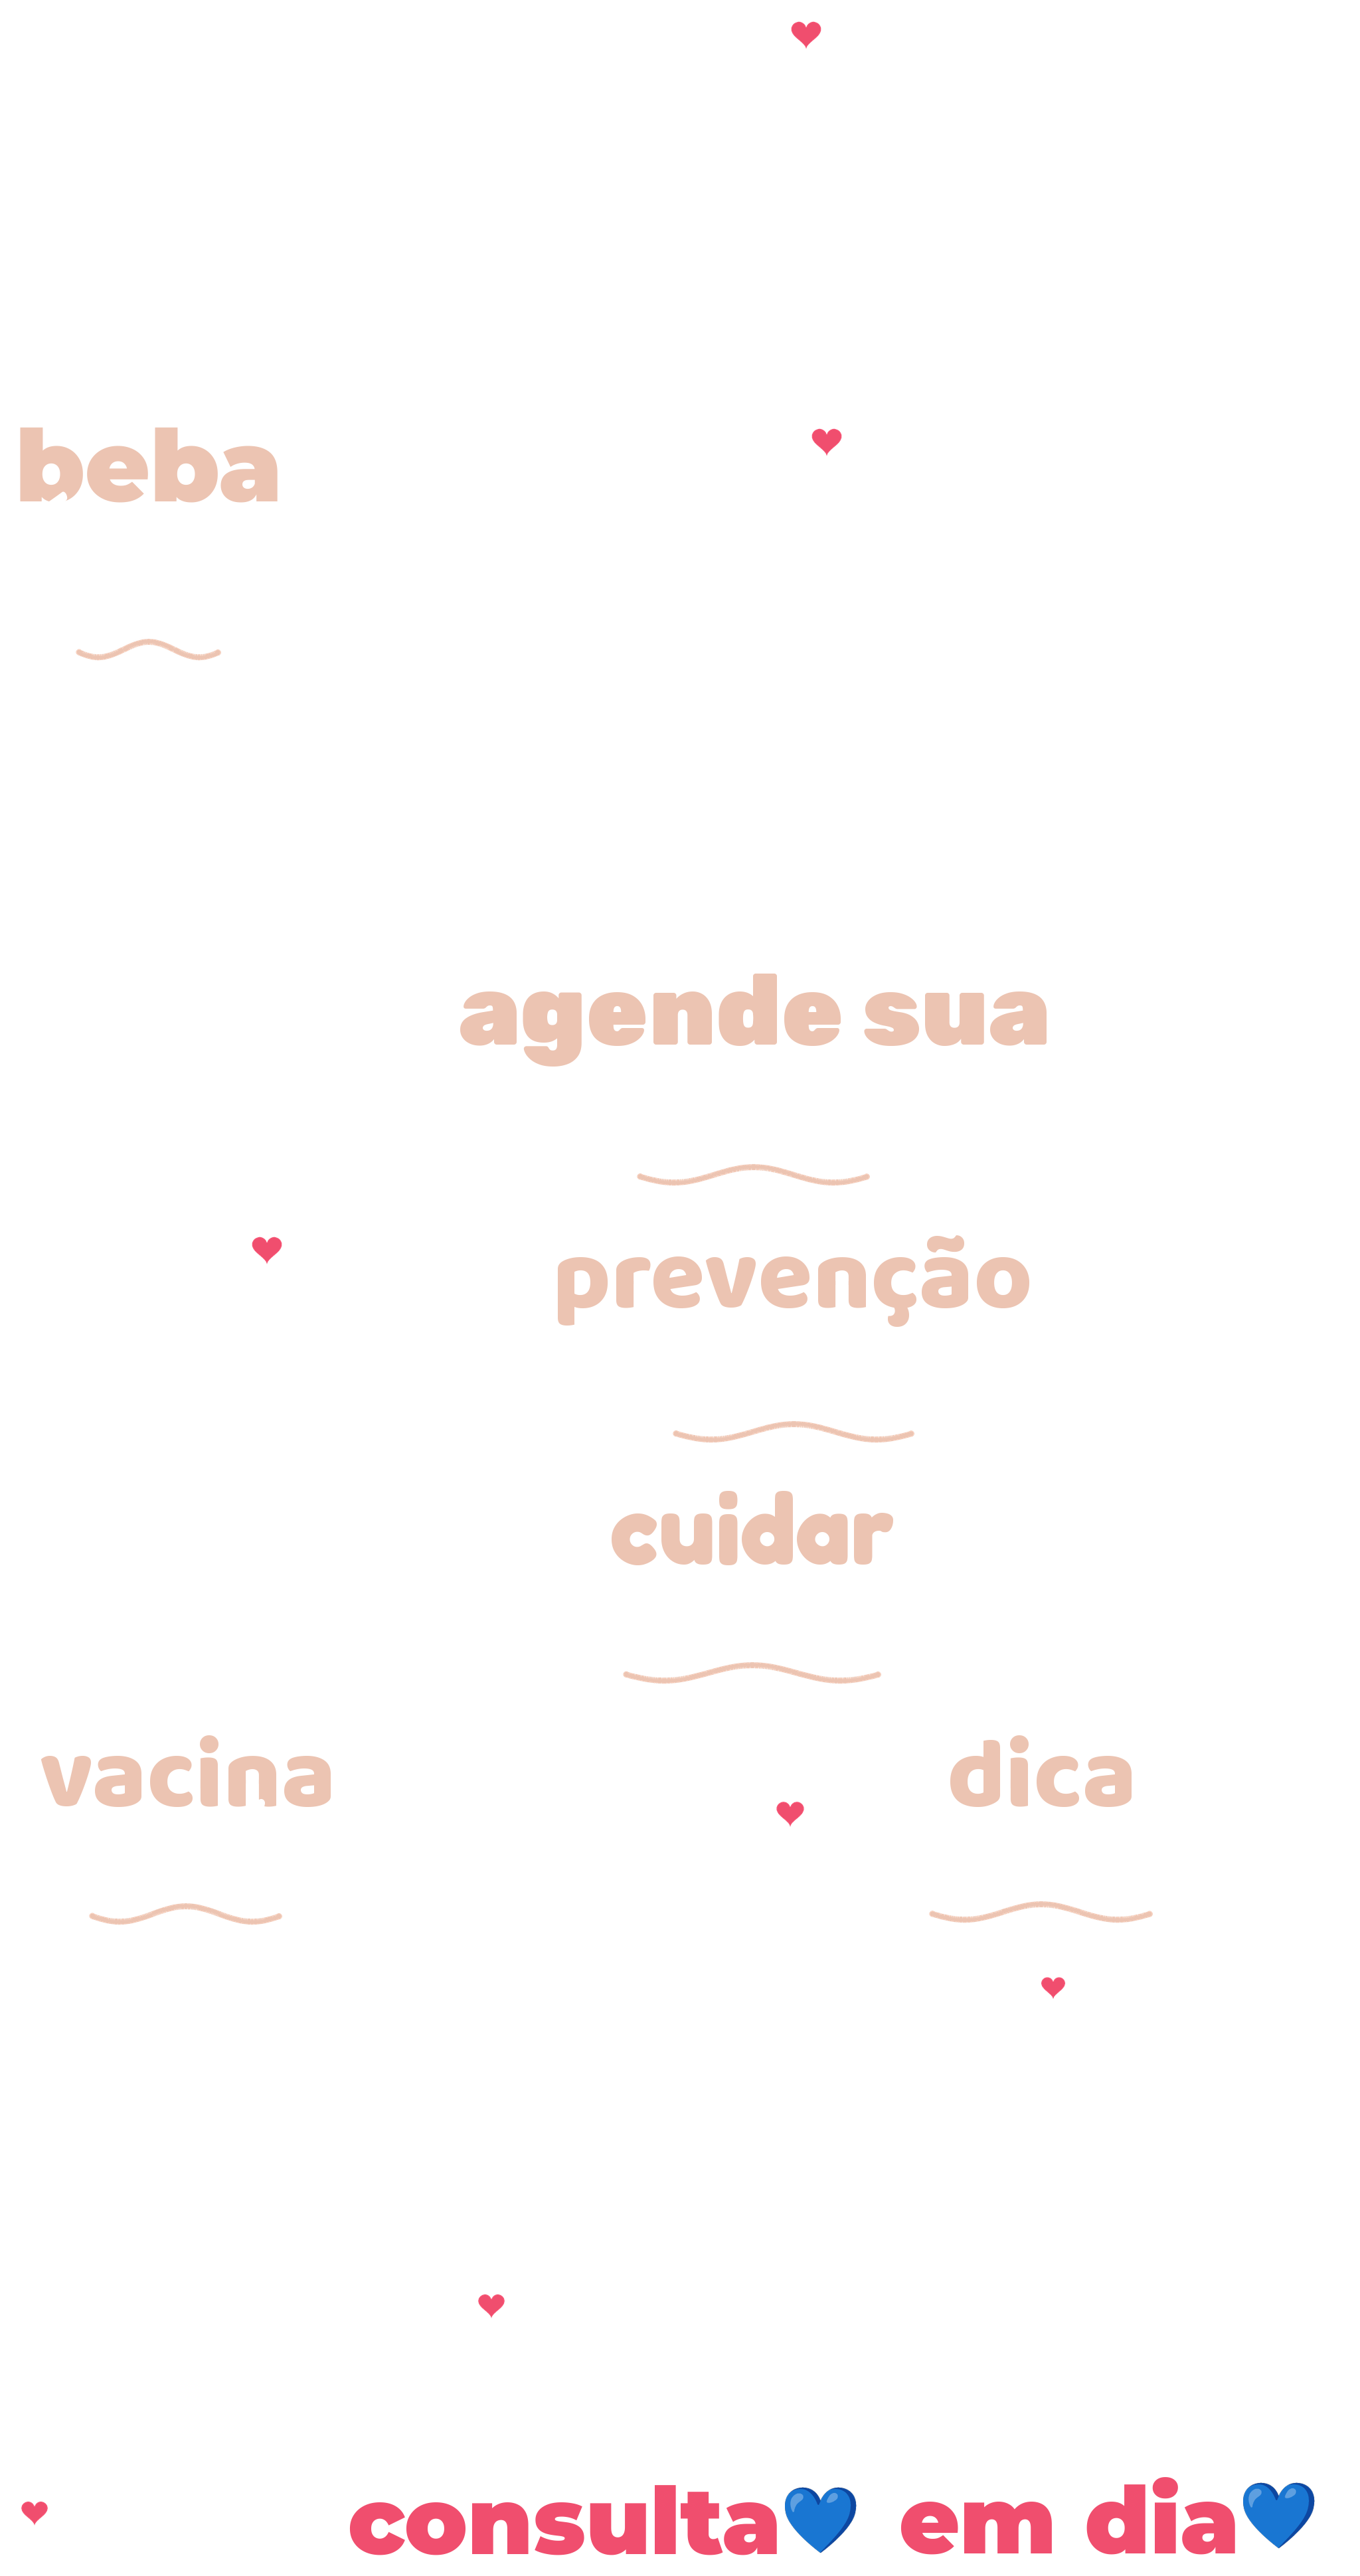 beba
agende sua
prevenção
cuidar
vacina
dica
consulta💙 em dia💙